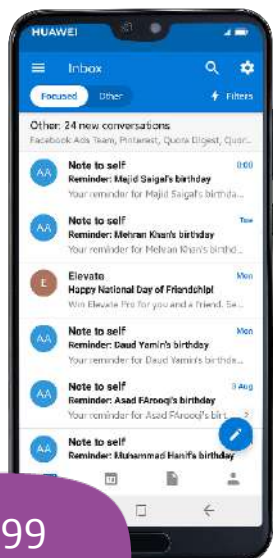 HUAWEI
Inbox
Focused Other Filters
Other: 24 new conversations
Facebook Ads Team, Pinterest, Quora Digest, Quor...
AA Note to self 0:00
Reminder: Majid Saigal's birthday
Your reminder for Majid Saigal's birthda...
AA Note to self Tue
Reminder: Mehran Khan's birthday
Your reminder for Mehran Khan's birthd...
E Elevate Mon
Happy National Day of Friendship!
Win Elevate Pro for you and a friend. Se...
AA Note to self Mon
Reminder: Daud Yamin's birthday
Your reminder for Daud Yamin's birthda...
AA Note to self 3 Aug
Reminder: Asad FArooqi's birthday
Your reminder for Asad FArooqi's birt...
AA Note to self
Reminder: Muhammad Hanif's birthday
99